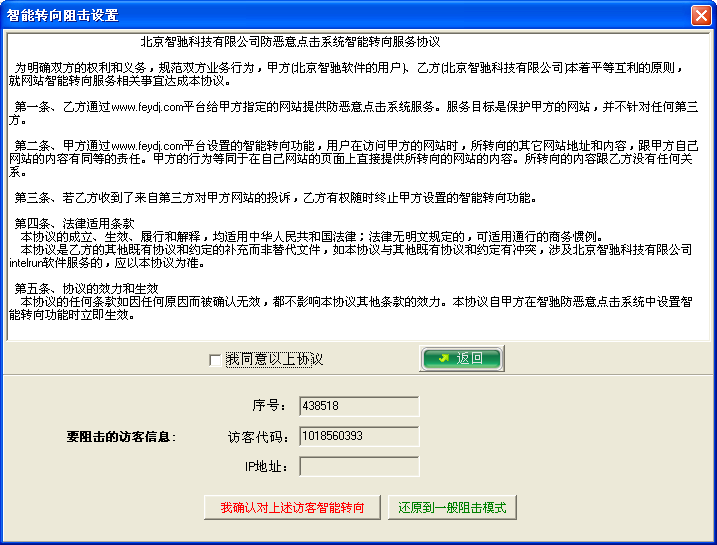 智能转向阻击设置
北京智驰科技有限公司防恶意点击系统智能转向服务协议
为明确双方的权利和义务，规范双方业务行为，甲方(北京智驰软件的用户)、乙方(北京智驰科技有限公司)本着平等互利的原则，
就网站智能转向服务相关事宜达成本协议。
第一条、乙方通过www.feydj.com平台给甲方指定的网站提供防恶意点击系统服务。服务目标是保护甲方的网站，并不针对任何第三
方。
第二条、甲方通过www.feydj.com平台设置的智能转向功能，用户在访问甲方的网站时，所转向的其它网站地址和内容，跟甲方自己
网站的内容有同等的责任。甲方的行为等同于在自己网站的页面上直接提供所转向的网站的内容。所转向的内容跟乙方没有任何关
系。
第三条、若乙方收到了来自第三方对甲方网站的投诉，乙方有权随时终止甲方设置的智能转向功能。
第四条、法律适用条款
本协议的成立、生效、履行和解释，均适用中华人民共和国法律；法律无明文规定的，可适用通行的商务惯例。
本协议是乙方的其他既有协议和约定的补充而非替代文件，如本协议与其他既有协议和约定有冲突，涉及北京智驰科技有限公司
intelrun软件服务的，应以本协议为准。
第五条、协议的效力和生效
本协议的任何条款如因任何原因而被确认无效，都不影响本协议其他条款的效力。本协议自甲方在智驰防恶意点击系统中设置智
能转向功能时立即生效。
我同意以上协议
返回
序号： 438518
要阻击的访客信息：
访客代码： 1018560393
IP地址：
我确认对上述访客智能转向
还原到一般阻击模式